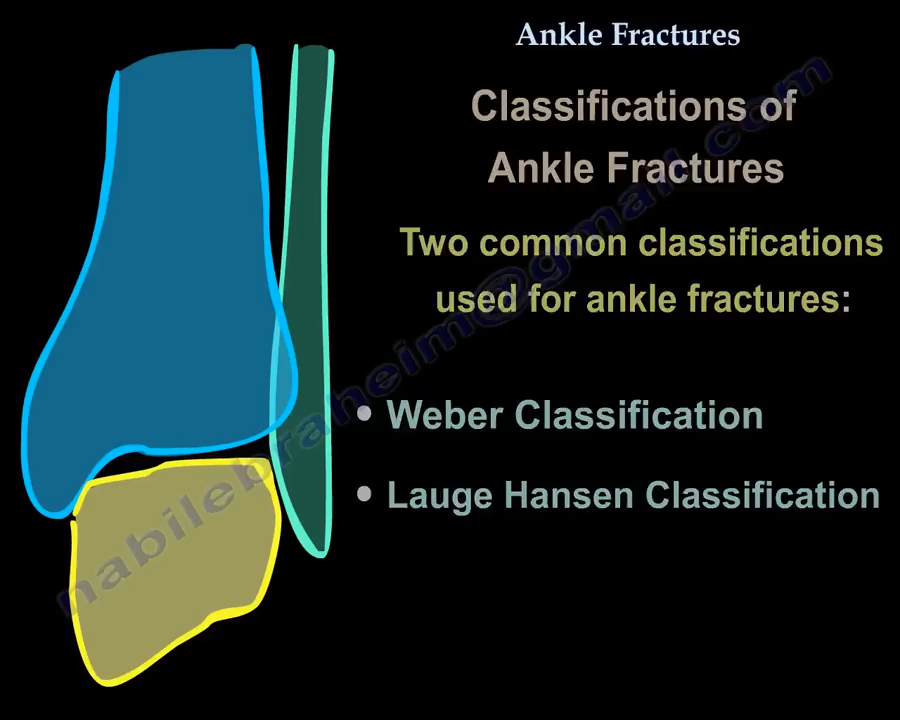 Ankle Fractures
Classifications of
Ankle Fractures
Two common classifications
used for ankle fractures:
• Weber Classification
• Lauge Hansen Classification
nabilebraheim@gmail.com